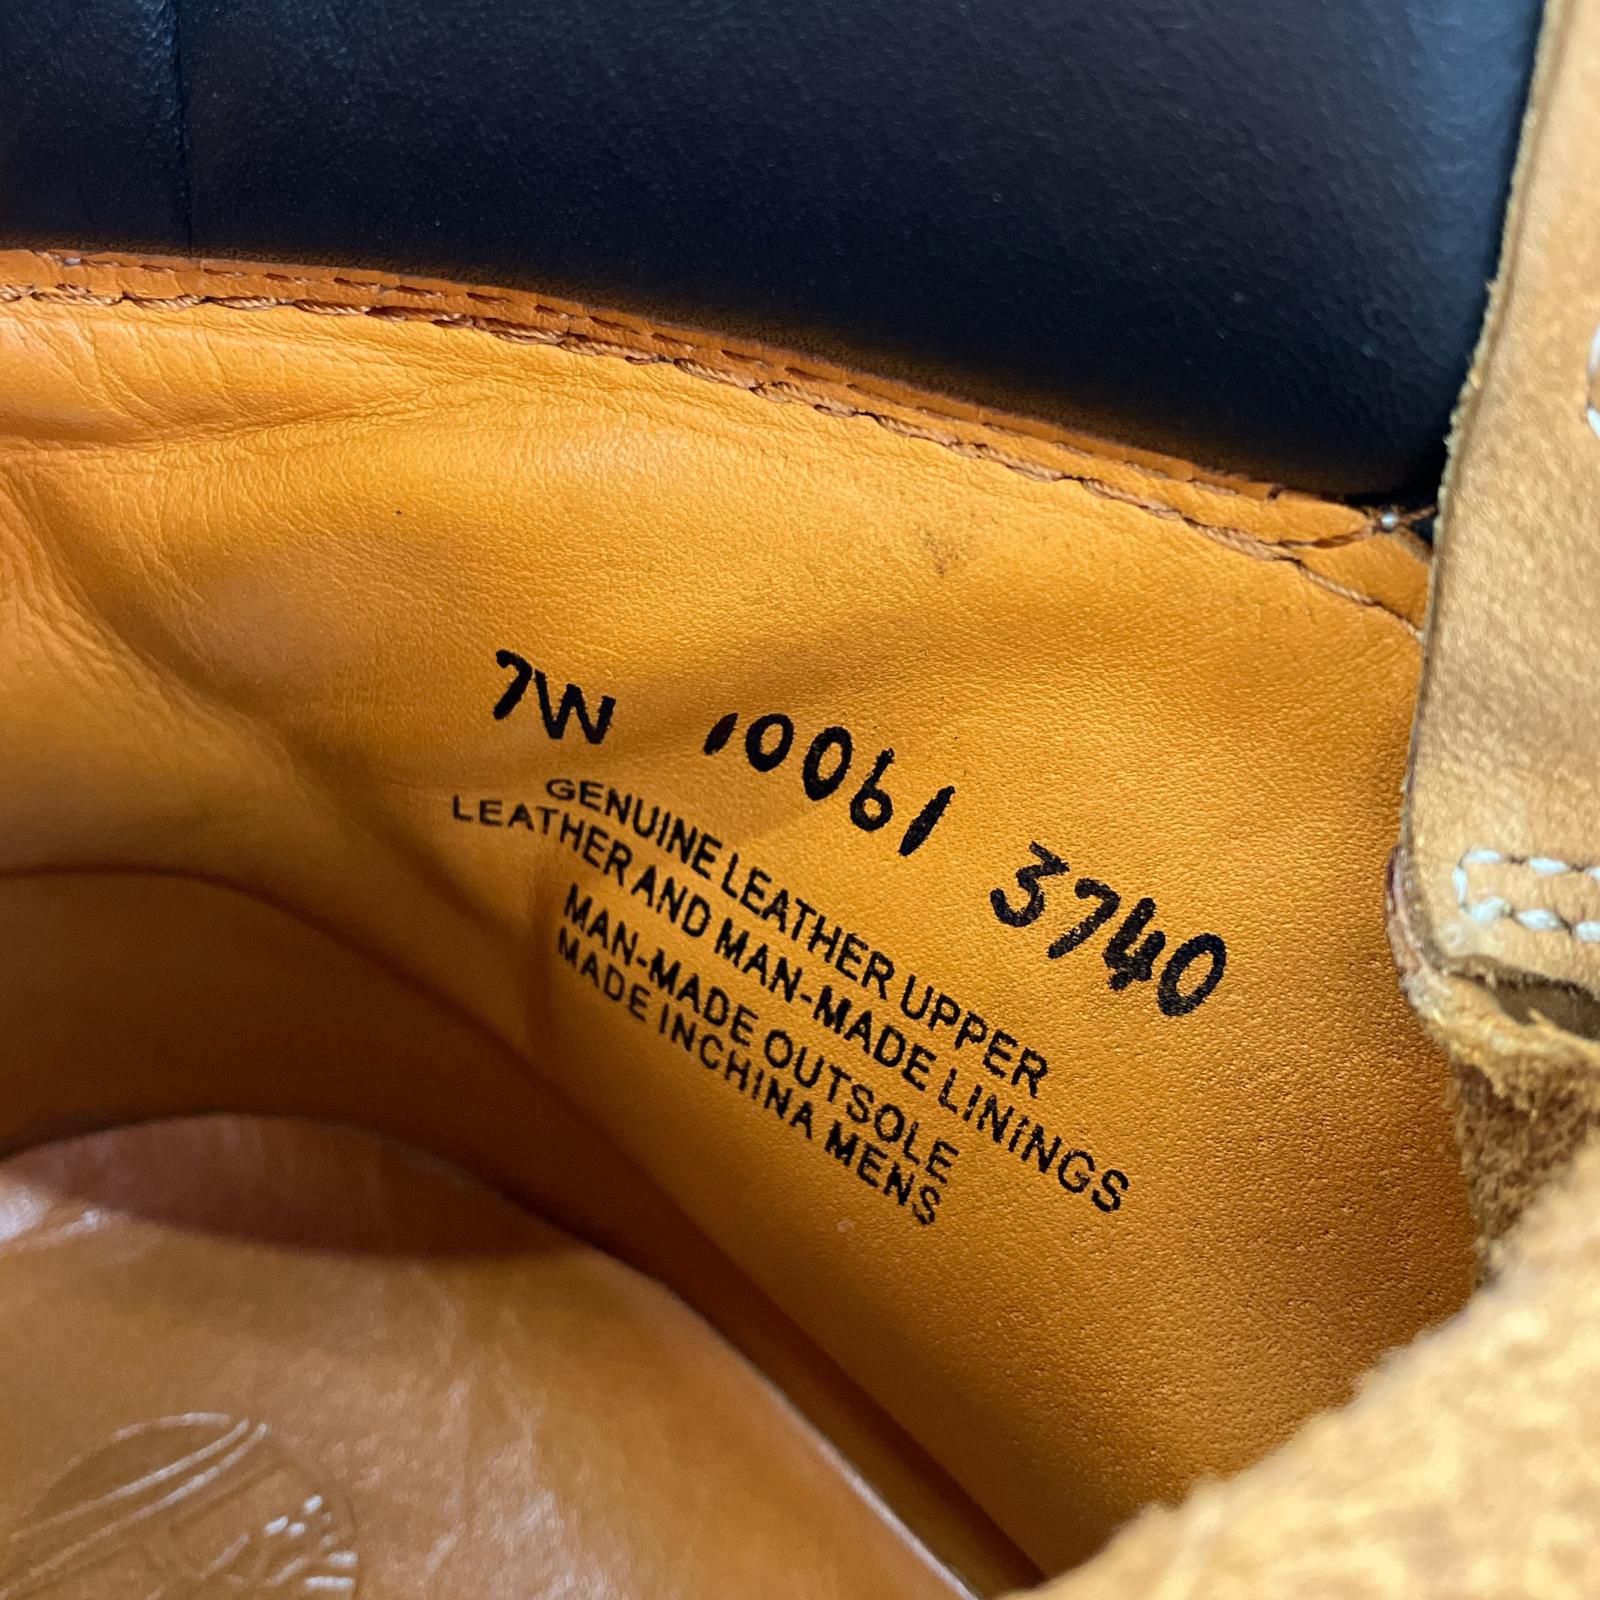 7W 10061 3740
GENUINE LEATHER UPPER
LEATHER AND MAN-MADE LININGS
MAN-MADE OUTSOLE
MADE IN CHINA MENS